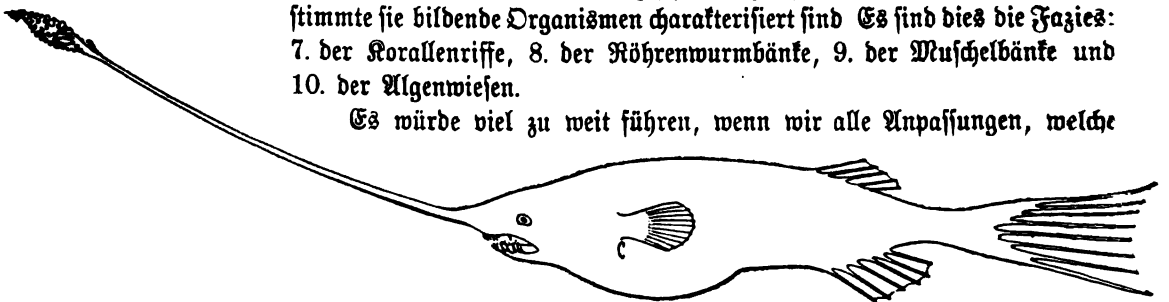 stimmte sie bildende Organismen charakterisiert sind Es sind dies die Fazies:
7. der Korallenriffe, 8. der Röhrenwurmbänke, 9. der Muschelbänke und
10. der Algenwiesen.
Es würde viel zu weit führen, wenn wir alle Anpassungen, welche